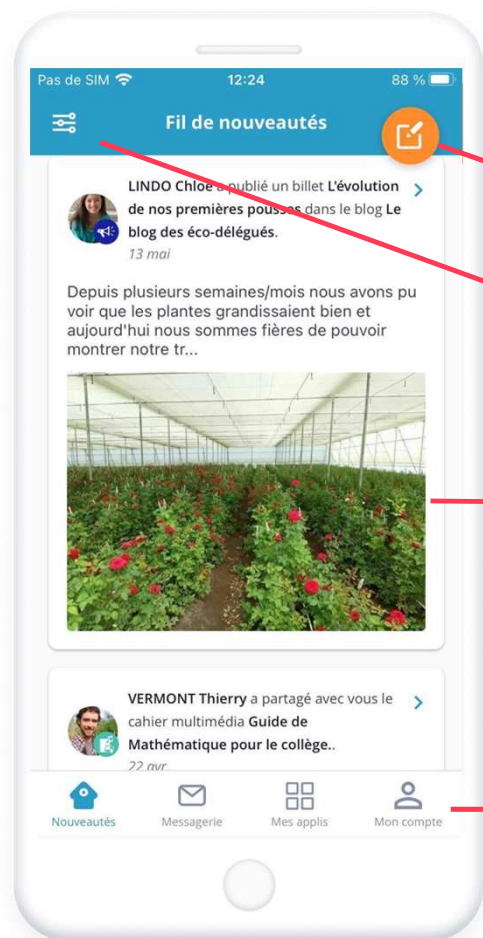 Pas de SIM 12:24 88 %
Fil de nouveautés
LINDO Chloé a publié un billet L'évolution
de nos premières pousses dans le blog Le
blog des éco-délégués.
13 mai
Depuis plusieurs semaines/mois nous avons pu
voir que les plantes grandissaient bien et
aujourd'hui nous sommes fières de pouvoir
montrer notre tr...
VERMONT Thierry a partagé avec vous le
cahier multimédia Guide de
Mathématique pour le collège..
22 avr.
Nouveautés Messagerie Mes applis Mon compte